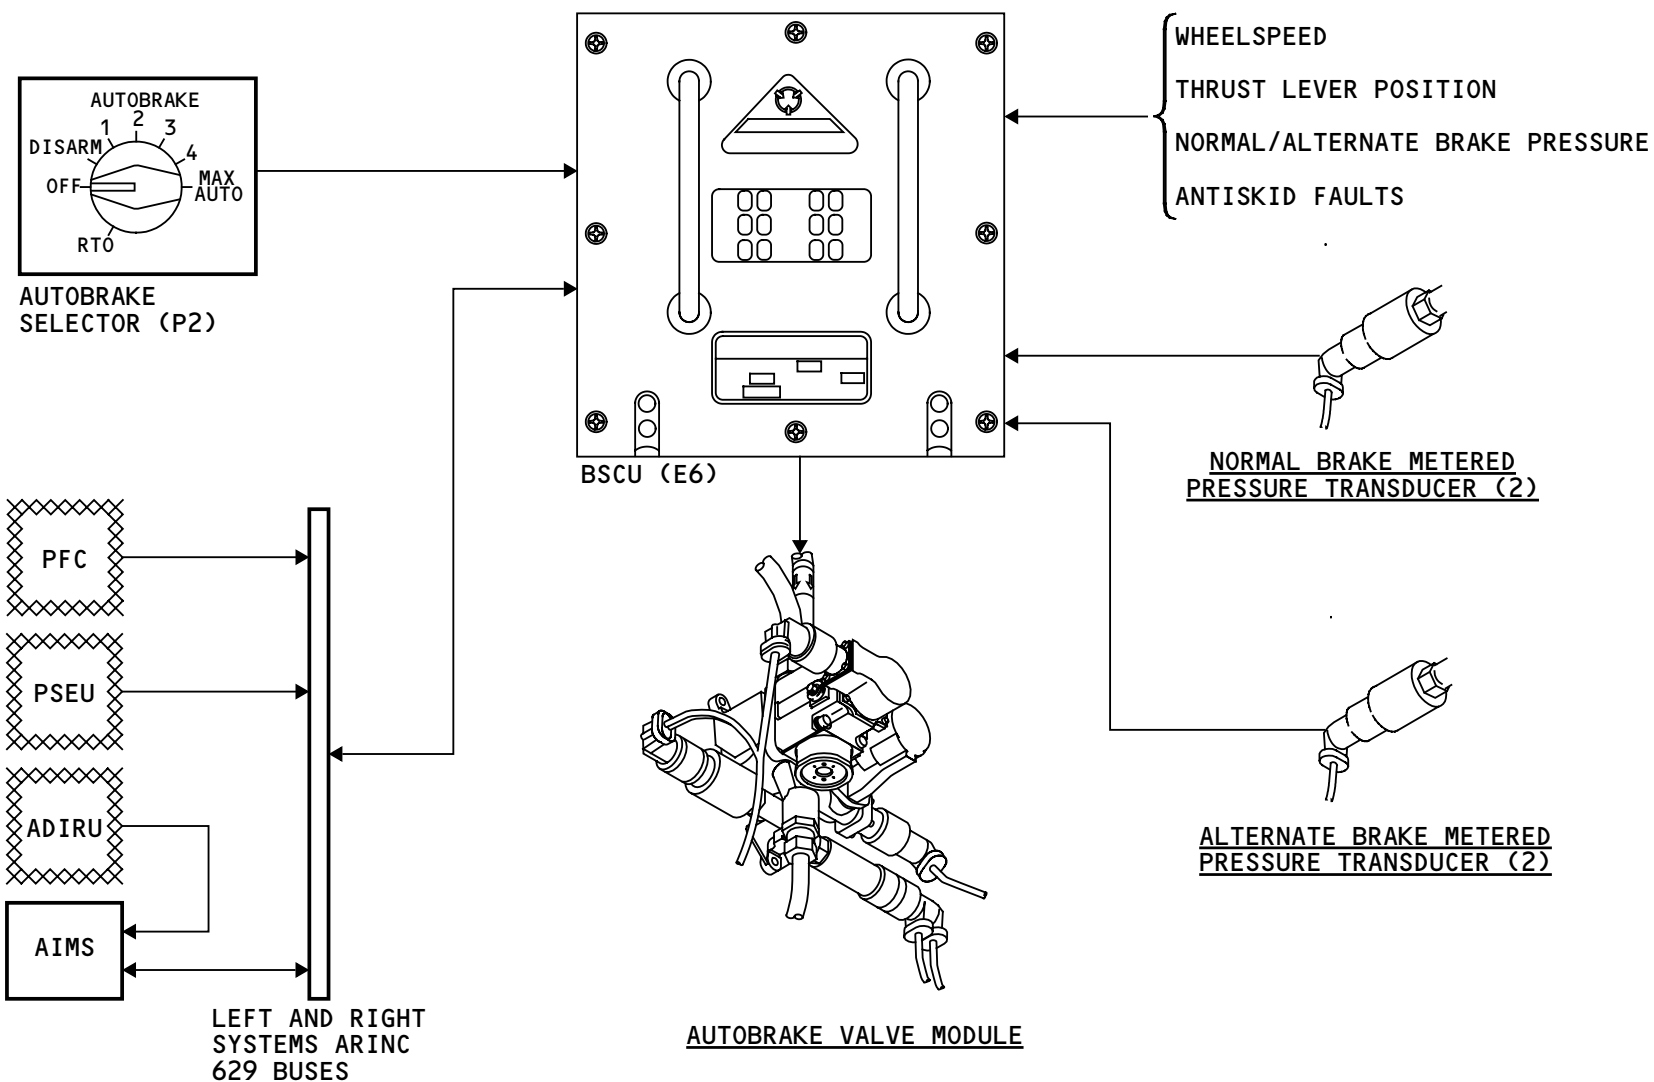 AUTOBRAKE
DISARM 1 2 3 4
OFF
MAX
AUTO
RTO
AUTOBRAKE
SELECTOR (P2)
BSCU (E6)
WHEELSPEED
THRUST LEVER POSITION
NORMAL/ALTERNATE BRAKE PRESSURE
ANTISKID FAULTS
NORMAL BRAKE METERED
PRESSURE TRANSDUCER (2)
ALTERNATE BRAKE METERED
PRESSURE TRANSDUCER (2)
PFC
PSEU
ADIRU
AIMS
LEFT AND RIGHT
SYSTEMS ARINC
629 BUSES
AUTOBRAKE VALVE MODULE